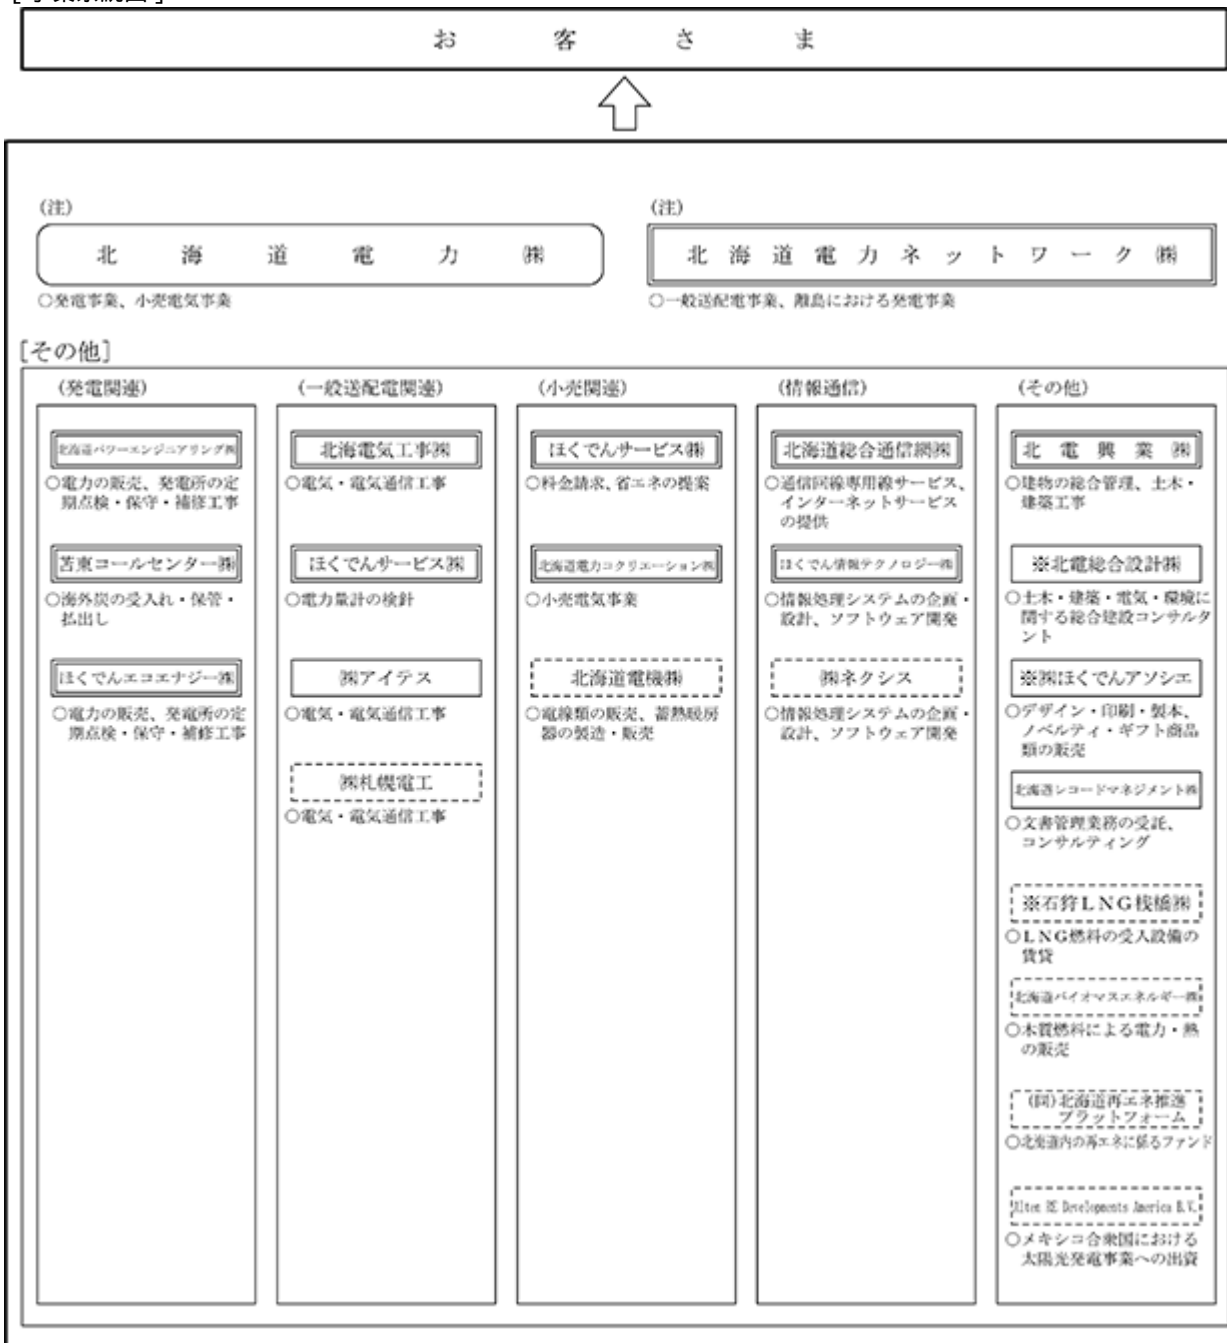 お客さま
(注)
北海道電力㈱
○発電事業、小売電気事業
(注)
北海道電力ネットワーク㈱
○一般送配電事業、離島における発電事業
[その他]
(発電関連)
北海道パワーエンジニアリング㈱
○電力の販売、発電所の定
期点検・保守・補修工事
苫東コールセンター㈱
○海外炭の受入れ・保管・
払出し
ほくでんエコエナジー㈱
○電力の販売、発電所の定
期点検・保守・補修工事
(一般送配電関連)
北海電気工事㈱
○電気・電気通信工事
ほくでんサービス㈱
○電力量計の検針
㈱アイテス
○電気・電気通信工事
㈱札幌電工
○電気・電気通信工事
(小売関連)
ほくでんサービス㈱
○料金請求、省エネの提案
北海道電力コクリエーション㈱
○小売電気事業
北海道電機㈱
○電線類の販売、蓄熱暖房
器の製造・販売
(情報通信)
北海道総合通信網㈱
○通信回線専用線サービス、
インターネットサービス
の提供
ほくでん情報テクノロジー㈱
○情報処理システムの企画・
設計、ソフトウェア開発
㈱ネクシス
○情報処理システムの企画・
設計、ソフトウェア開発
(その他)
北電興業㈱
○建物の総合管理、土木・
建築工事
※北電総合設計㈱
○土木・建築・電気・環境に
関する総合建設コンサルタ
ント
※㈱ほくでんアソシエ
○デザイン・印刷・製本、
ノベルティ・ギフト商品
類の販売
北海道レコードマネジメント㈱
○文書管理業務の受託、
コンサルティング
※石狩ＬＮＧ桟橋㈱
○ＬＮＧ燃料の受入設備の
賃貸
北海道バイオマスエネルギー㈱
○木質燃料による電力・熱
の販売
(同)北海道再エネ推進
プラットフォーム
○北海道内の再エネに係るファンド
Alten RE Developments America B.V.
○メキシコ合衆国における
太陽光発電事業への出資